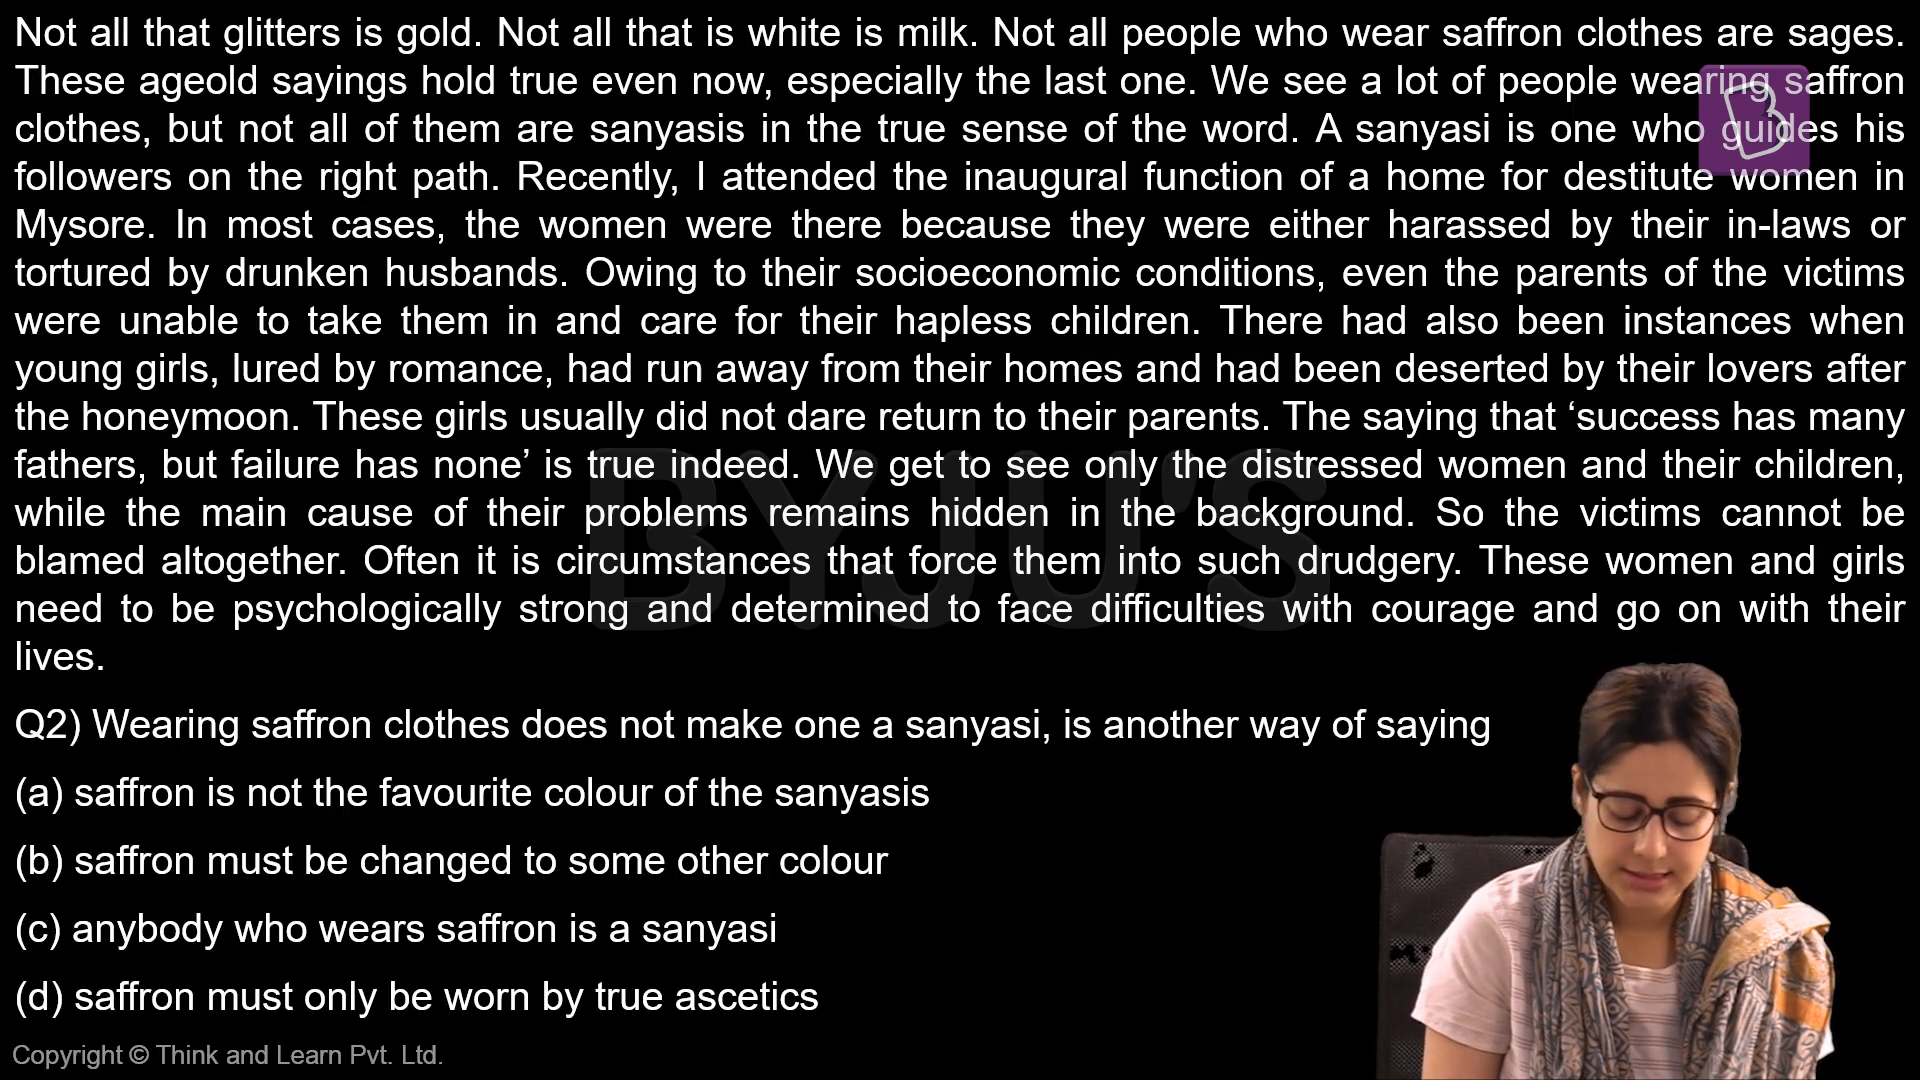 Not all that glitters is gold. Not all that is white is milk. Not all people who wear saffron clothes are sages.
These ageold sayings hold true even now, especially the last one. We see a lot of people wearing saffron
clothes, but not all of them are sanyasis in the true sense of the word. A sanyasi is one who guides his
followers on the right path. Recently, I attended the inaugural function of a home for destitute women in
Mysore. In most cases, the women were there because they were either harassed by their in-laws or
tortured by drunken husbands. Owing to their socioeconomic conditions, even the parents of the victims
were unable to take them in and care for their hapless children. There had also been instances when
young girls, lured by romance, had run away from their homes and had been deserted by their lovers after
the honeymoon. These girls usually did not dare return to their parents. The saying that ‘success has many
fathers, but failure has none’ is true indeed. We get to see only the distressed women and their children,
while the main cause of their problems remains hidden in the background. So the victims cannot be
blamed altogether. Often it is circumstances that force them into such drudgery. These women and girls
need to be psychologically strong and determined to face difficulties with courage and go on with their
lives.
BYJU'S
Q2) Wearing saffron clothes does not make one a sanyasi, is another way of saying
(a) saffron is not the favourite colour of the sanyasis
(b) saffron must be changed to some other colour
(c) anybody who wears saffron is a sanyasi
(d) saffron must only be worn by true ascetics
Copyright © Think and Learn Pvt. Ltd.